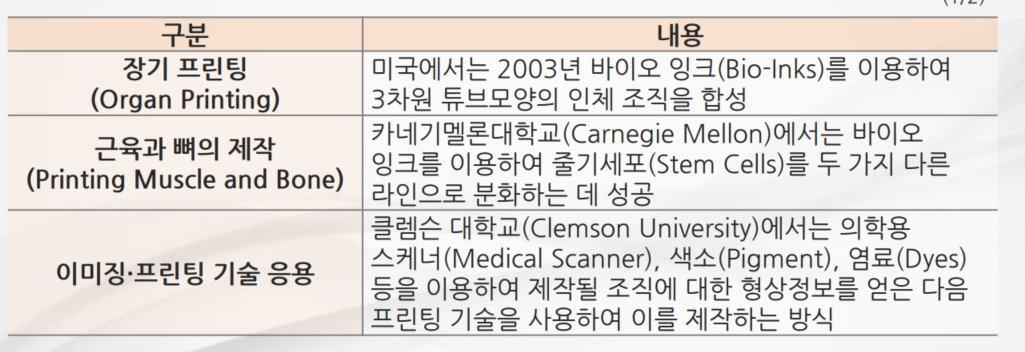 (1/2)
구분
내용
장기 프린팅
(Organ Printing)
미국에서는 2003년 바이오 잉크(Bio-Inks)를 이용하여
3차원 튜브모양의 인체 조직을 합성
근육과 뼈의 제작
(Printing Muscle and Bone)
카네기멜론대학교(Carnegie Mellon)에서는 바이오
잉크를 이용하여 줄기세포(Stem Cells)를 두 가지 다른
라인으로 분화하는 데 성공
이미징·프린팅 기술 응용
클렘슨 대학교(Clemson University)에서는 의학용
스케너(Medical Scanner), 색소(Pigment), 염료(Dyes)
등을 이용하여 제작될 조직에 대한 형상정보를 얻은 다음
프린팅 기술을 사용하여 이를 제작하는 방식